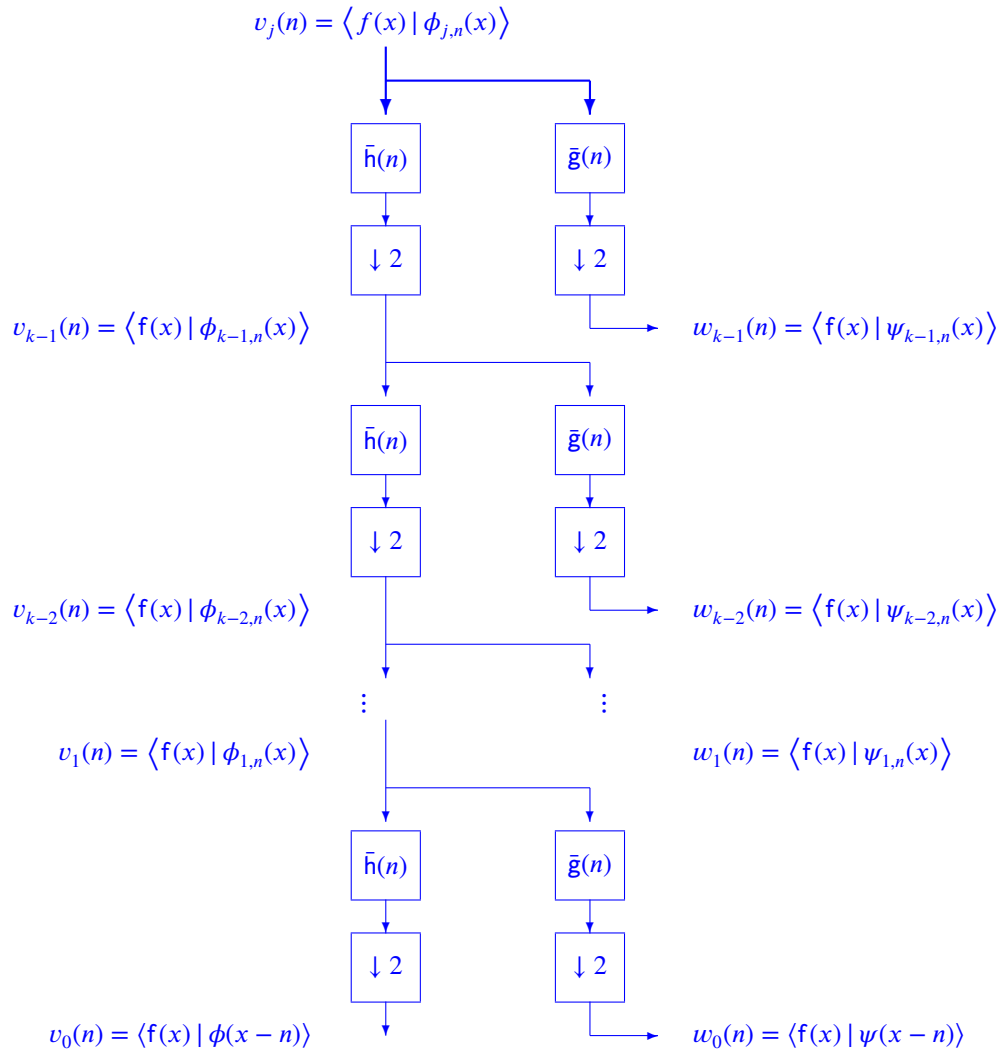 v_j(n) = ⟨f(x) | ϕ_{j,n}(x)⟩
h̄(n) ḡ(n)
↓ 2 ↓ 2
v_{k−1}(n) = ⟨f(x) | ϕ_{k−1,n}(x)⟩ w_{k−1}(n) = ⟨f(x) | ψ_{k−1,n}(x)⟩
h̄(n) ḡ(n)
↓ 2 ↓ 2
v_{k−2}(n) = ⟨f(x) | ϕ_{k−2,n}(x)⟩ w_{k−2}(n) = ⟨f(x) | ψ_{k−2,n}(x)⟩
⋮ ⋮
v_1(n) = ⟨f(x) | ϕ_{1,n}(x)⟩ w_1(n) = ⟨f(x) | ψ_{1,n}(x)⟩
h̄(n) ḡ(n)
↓ 2 ↓ 2
v_0(n) = ⟨f(x) | ϕ(x − n)⟩ w_0(n) = ⟨f(x) | ψ(x − n)⟩